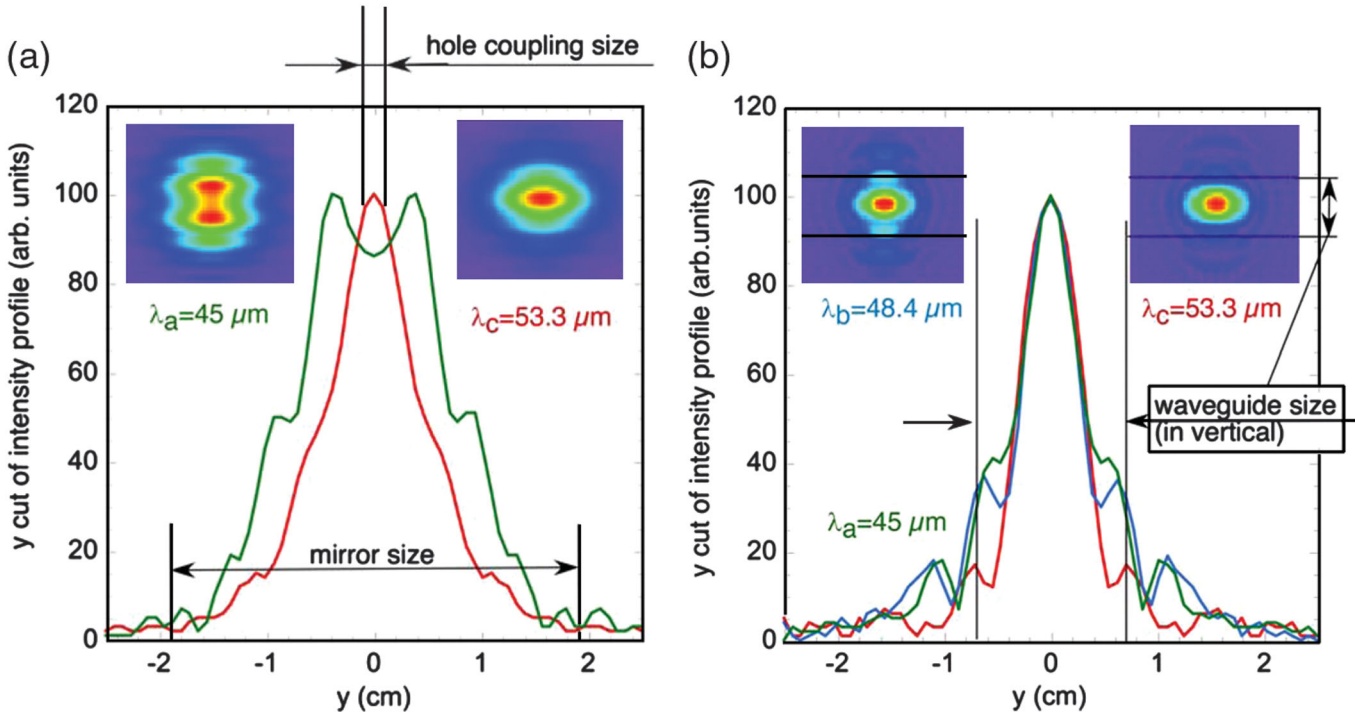 (a)
hole coupling size
120
100
80
60
40
20
0
y cut of intensity profile (arb. units)
λa=45 µm
λc=53.3 µm
mirror size
-2
-1
0
1
2
y (cm)
(b)
120
100
80
60
40
20
0
y cut of intensity profile (arb.units)
λb=48.4 µm
λc=53.3 µm
waveguide size
(in vertical)
λa=45 µm
-2
-1
0
1
2
y (cm)